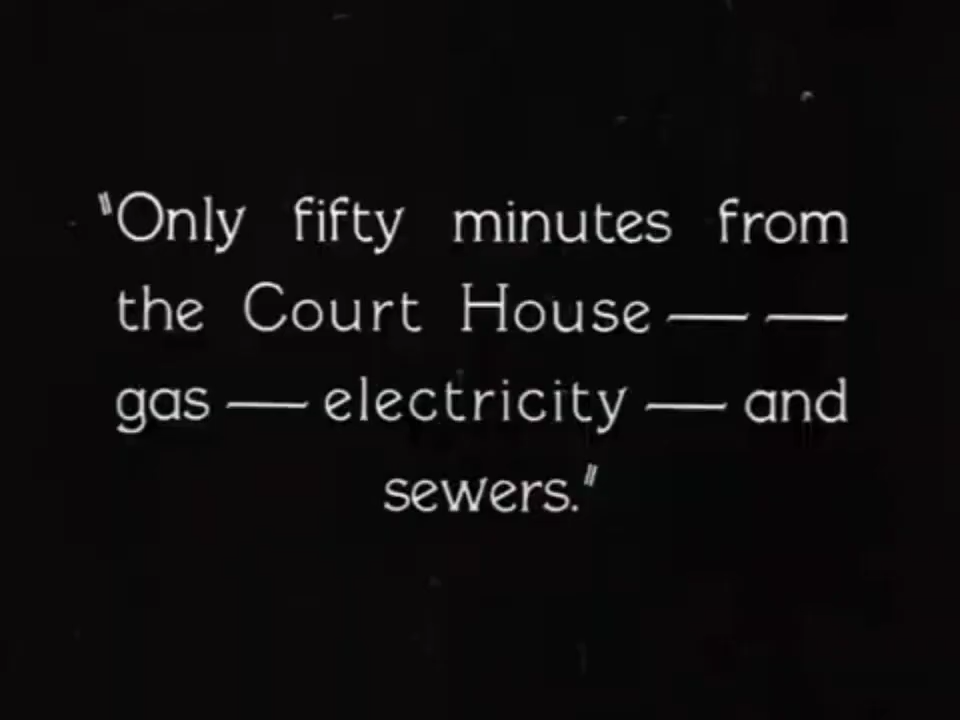 "Only fifty minutes from
the Court House — —
gas — electricity — and
sewers."